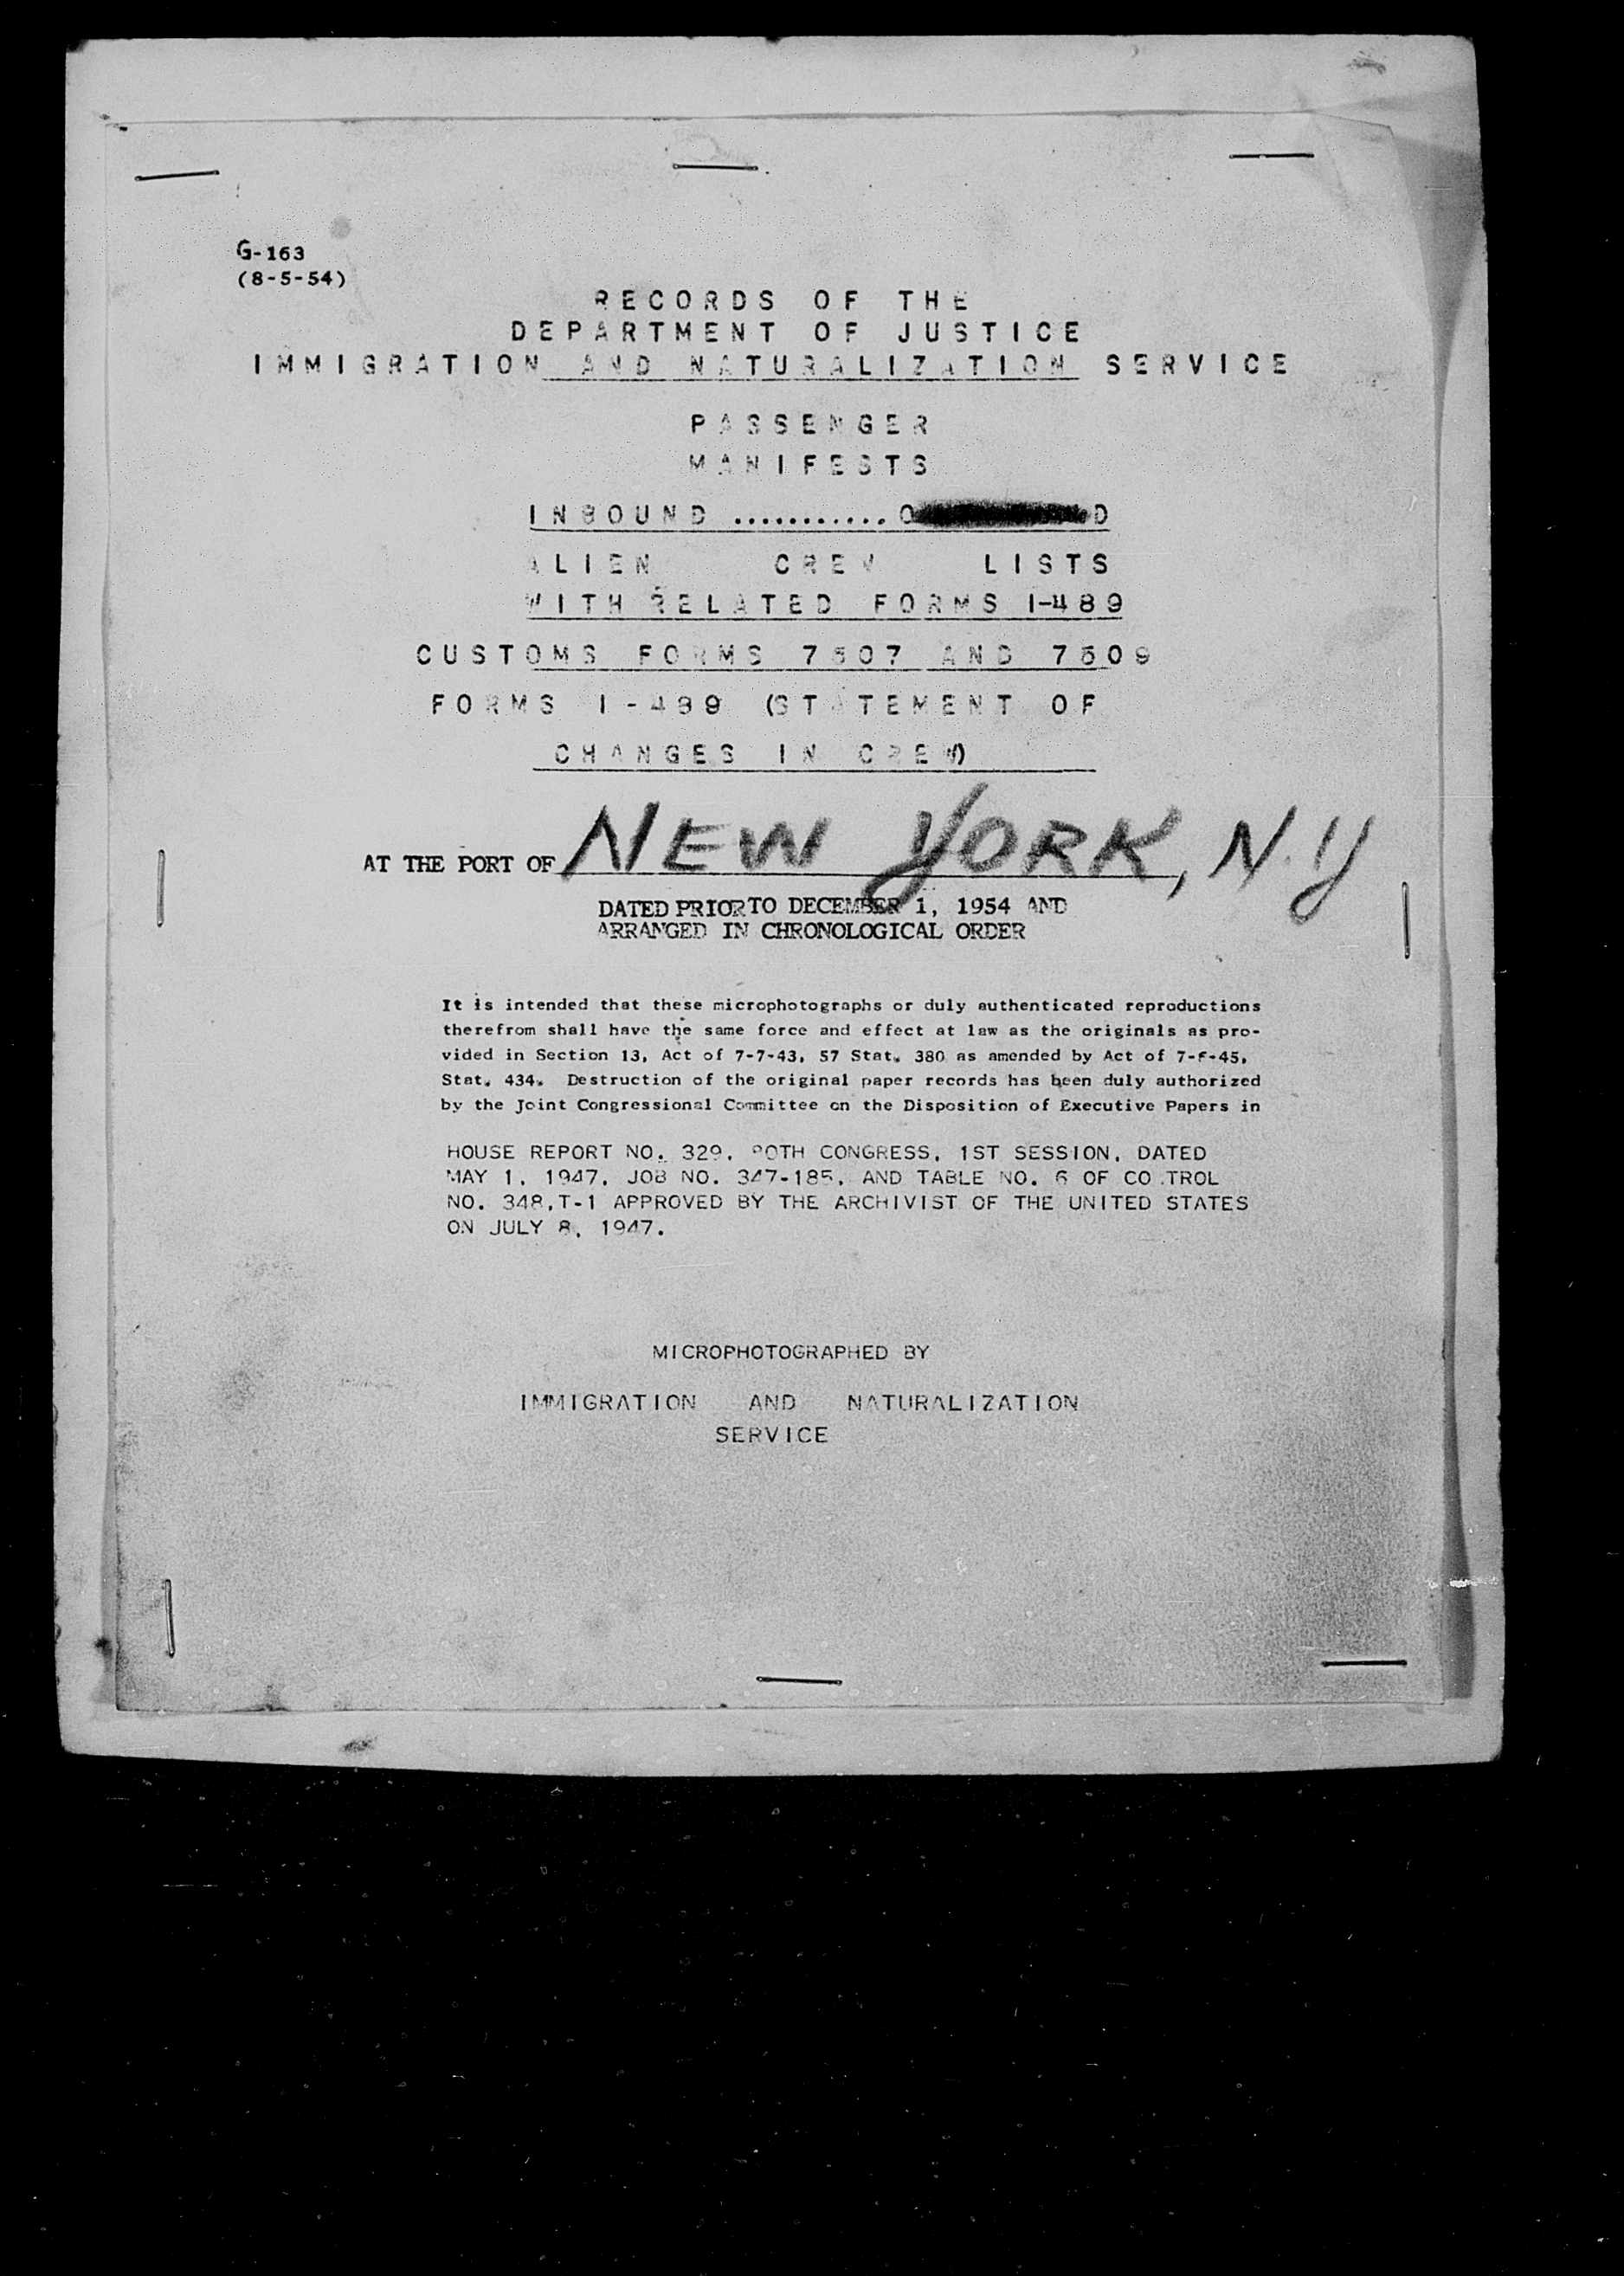 G-163
(8-5-54)
RECORDS OF THE
DEPARTMENT OF JUSTICE
IMMIGRATION AND NATURALIZATION SERVICE
PASSENGER
MANIFESTS
INBOUND ...........O D
ALIEN CREW LISTS
WITH RELATED FORMS I-489
CUSTOMS FORMS 7507 AND 7509
FORMS I-489 (STATEMENT OF
CHANGES IN CREW)
AT THE PORT OF NEW YORK, N.Y
DATED PRIOR TO DECEMBER 1, 1954 AND
ARRANGED IN CHRONOLOGICAL ORDER
It is intended that these microphotographs or duly authenticated reproductions
therefrom shall have the same force and effect at law as the originals as pro-
vided in Section 13, Act of 7-7-43, 57 Stat. 380 as amended by Act of
Stat. 434. Destruction of the original paper records has been duly authorized
by the Joint Congressional Committee on the Disposition of Executive Papers in
HOUSE REPORT NO. 329, 80TH CONGRESS, 1ST SESSION, DATED
MAY 1, 1947, JOB NO. 347-185, AND TABLE NO. 6 OF CO.TROL
NO. 348,T-1 APPROVED BY THE ARCHIVIST OF THE UNITED STATES
ON JULY 8, 1947.
MICROPHOTOGRAPHED BY
IMMIGRATION AND NATURALIZATION
SERVICE